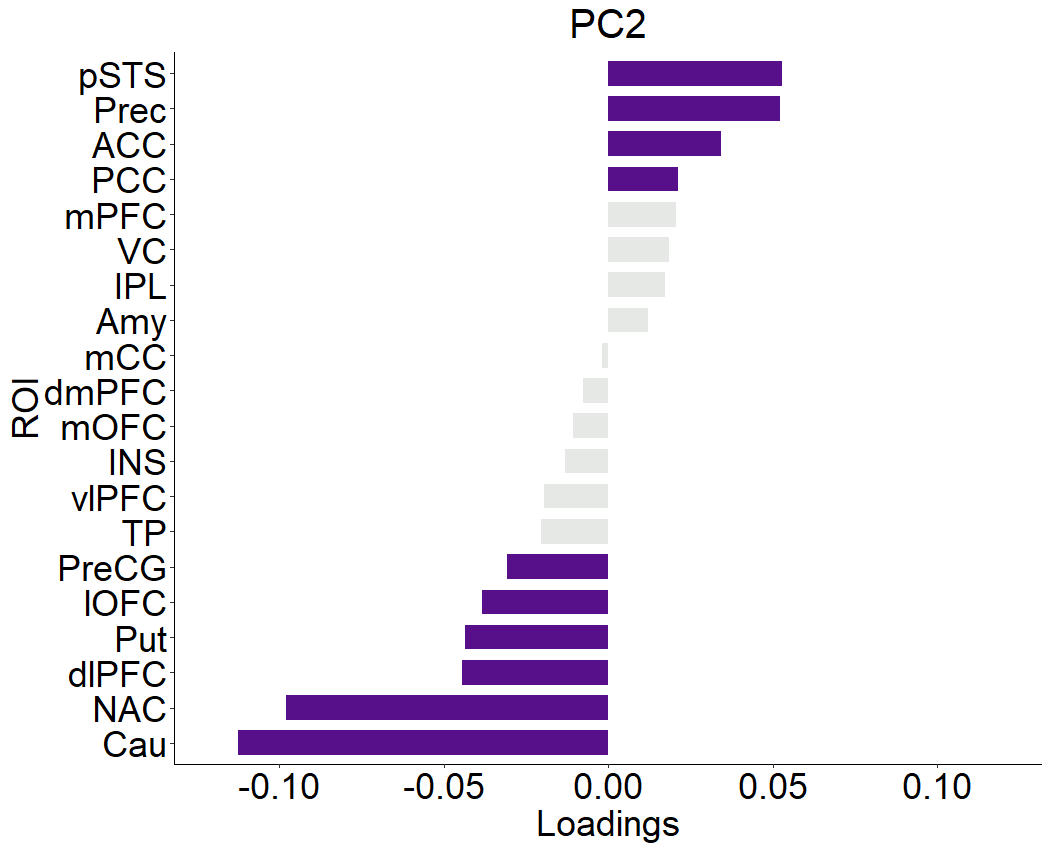 PC2
pSTS
Prec
ACC
PCC
mPFC
VC
IPL
Amy
mCC
dmPFC
mOFC
INS
vlPFC
TP
PreCG
lOFC
Put
dlPFC
NAC
Cau
ROI
-0.10 -0.05 0.00 0.05 0.10
Loadings